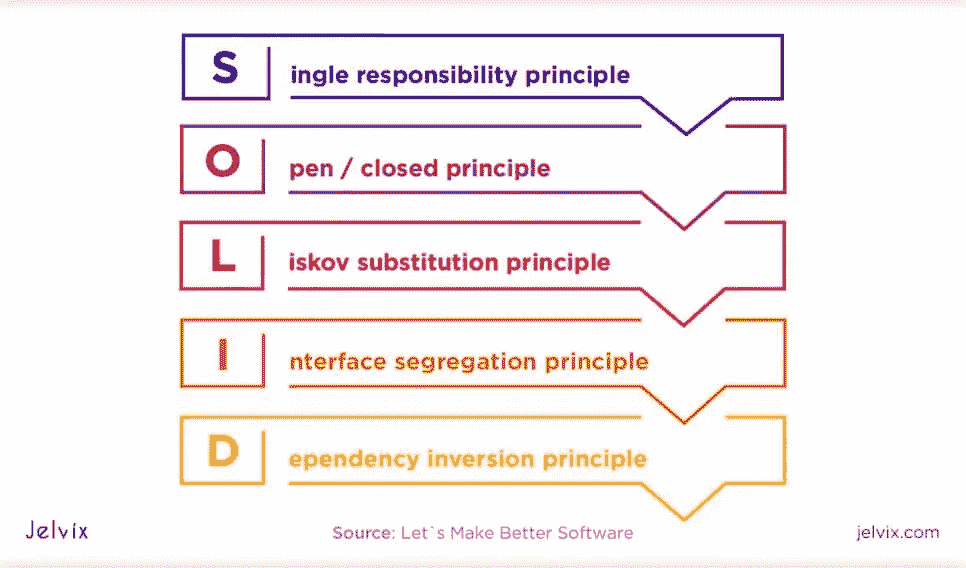 S ingle responsibility principle
O pen / closed principle
L iskov substitution principle
I nterface segregation principle
D ependency inversion principle
Jelvix Source: Let`s Make Better Software jelvix.com